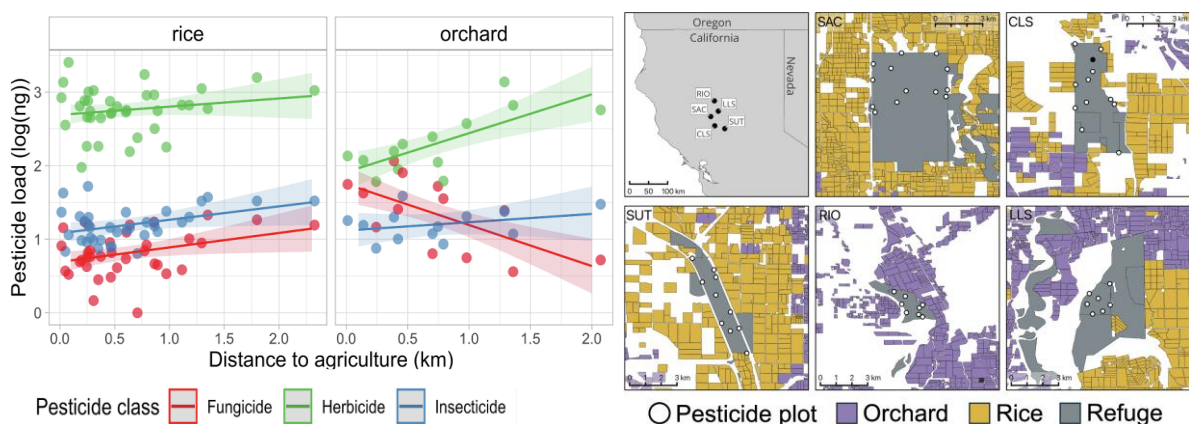 rice
orchard
Pesticide load (log(ng))
3
2
1
0
0.0 0.5 1.0 1.5 2.0
0.0 0.5 1.0 1.5 2.0
Distance to agriculture (km)
Pesticide class
Fungicide
Herbicide
Insecticide
Oregon
California
Nevada
RIO
LLS
SAC
SUT
CLS
0 50 100 km
SAC
0 1 2 3 km
CLS
0 1 2 3 km
SUT
0 1 2 3 km
RIO
0 1 2 3 km
LLS
0 1 2 3 km
Pesticide plot
Orchard
Rice
Refuge